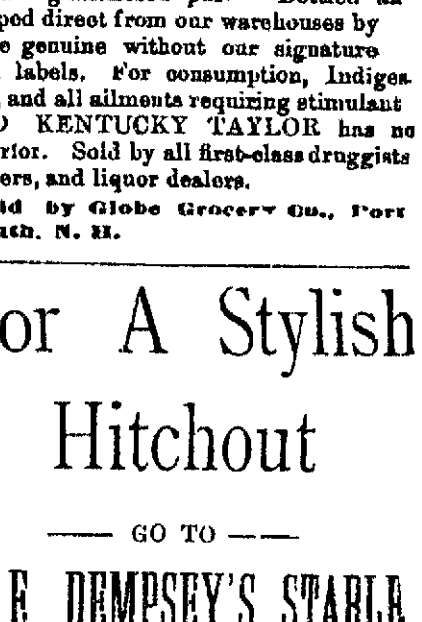 ped direct from our warehouses by
e genuine without our signature
labels. For consumption, Indiges-
, and all ailments requiring stimulant
KENTUCKY TAYLOR has no
rior. Sold by all first-class druggists
ers, and liquor dealers.
ld by Globe Grocery Co., Port
uth. N. H.
or A Stylish
Hitchout
GO TO
E DEMPSEY'S STABLE